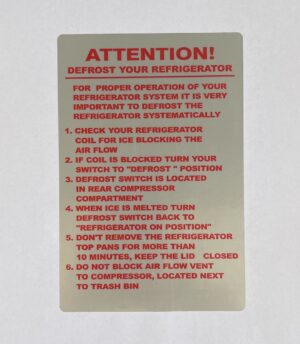 ATTENTION!
DEFROST YOUR REFRIGERATOR
FOR PROPER OPERATION OF YOUR
REFRIGERATOR SYSTEM IT IS VERY
IMPORTANT TO DEFROST THE
REFRIGERATOR SYSTEMATICALLY
1. CHECK YOUR REFRIGERATOR
COIL FOR ICE BLOCKING THE
AIR FLOW
2. IF COIL IS BLOCKED TURN YOUR
SWITCH TO "DEFROST " POSITION
3. DEFROST SWITCH IS LOCATED
IN REAR COMPRESSOR
COMPARTMENT
4. WHEN ICE IS MELTED TURN
DEFROST SWITCH BACK TO
"REFRIGERATOR ON POSITION"
5. DON'T REMOVE THE REFRIGERATOR
TOP PANS FOR MORE THAN
10 MINUTES, KEEP THE LID CLOSED
6. DO NOT BLOCK AIR FLOW VENT
TO COMPRESSOR, LOCATED NEXT
TO TRASH BIN